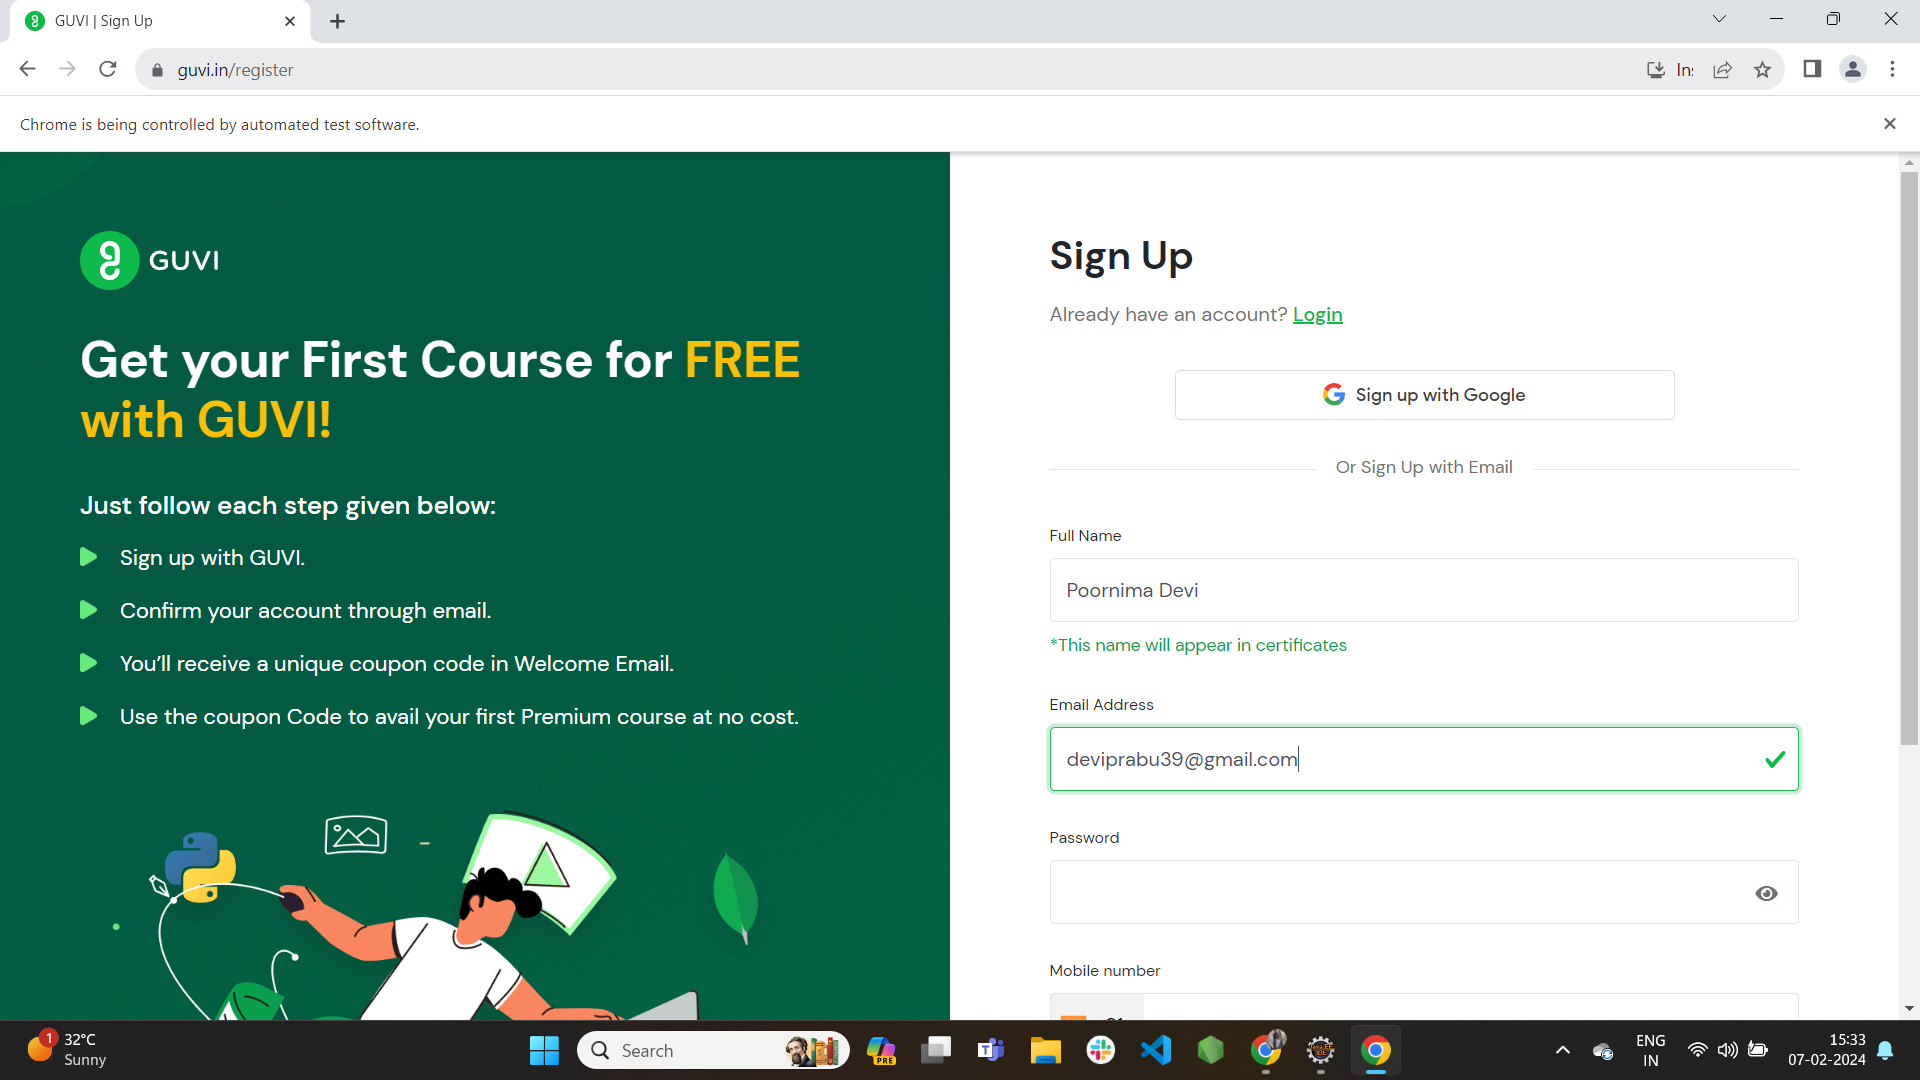 GUVI | Sign Up
guvi.in/register
In
Chrome is being controlled by automated test software.
GUVI
Get your First Course for FREE
with GUVI!
Just follow each step given below:
Sign up with GUVI.
Confirm your account through email.
You’ll receive a unique coupon code in Welcome Email.
Use the coupon Code to avail your first Premium course at no cost.
Sign Up
Already have an account? Login
Sign up with Google
Or Sign Up with Email
Full Name
Poornima Devi
*This name will appear in certificates
Email Address
deviprabu39@gmail.com
Password
Mobile number
1
32°C
Sunny
Search
PRE
ENG
IN
15:33
07-02-2024